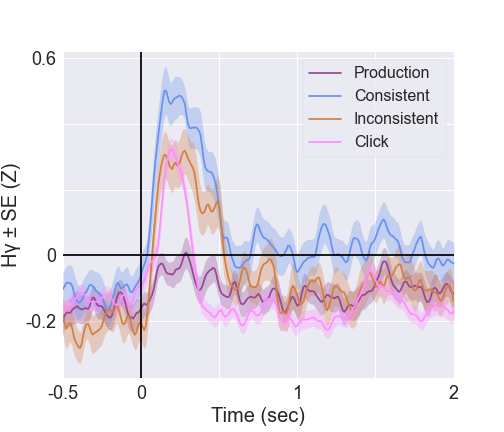 0.6
Production
Consistent
Inconsistent
Click
Hγ ± SE (Z)
0
-0.2
-0.5
0
1
2
Time (sec)